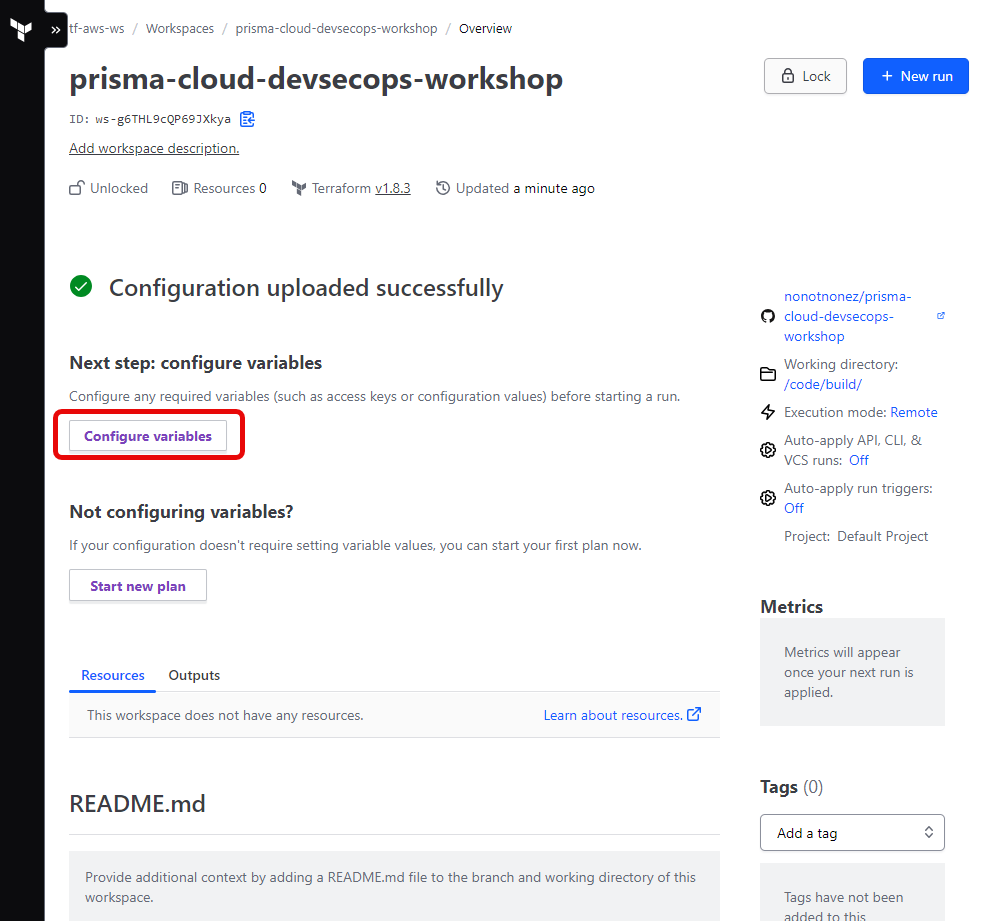 tf-aws-ws / Workspaces / prisma-cloud-devsecops-workshop / Overview
prisma-cloud-devsecops-workshop
Lock
+ New run
ID: ws-g6THL9cQP69JXkya
Add workspace description.
Unlocked Resources 0 Terraform v1.8.3 Updated a minute ago
Configuration uploaded successfully
Next step: configure variables
Configure any required variables (such as access keys or configuration values) before starting a run.
Configure variables
Not configuring variables?
If your configuration doesn't require setting variable values, you can start your first plan now.
Start new plan
Resources Outputs
This workspace does not have any resources. Learn about resources.
README.md
Provide additional context by adding a README.md file to the branch and working directory of this
workspace.
nonotnonez/prisma-
cloud-devsecops-
workshop
Working directory:
/code/build/
Execution mode: Remote
Auto-apply API, CLI, &
VCS runs: Off
Auto-apply run triggers:
Off
Project: Default Project
Metrics
Metrics will appear
once your next run is
applied.
Tags (0)
Add a tag
Tags have not been
added to this